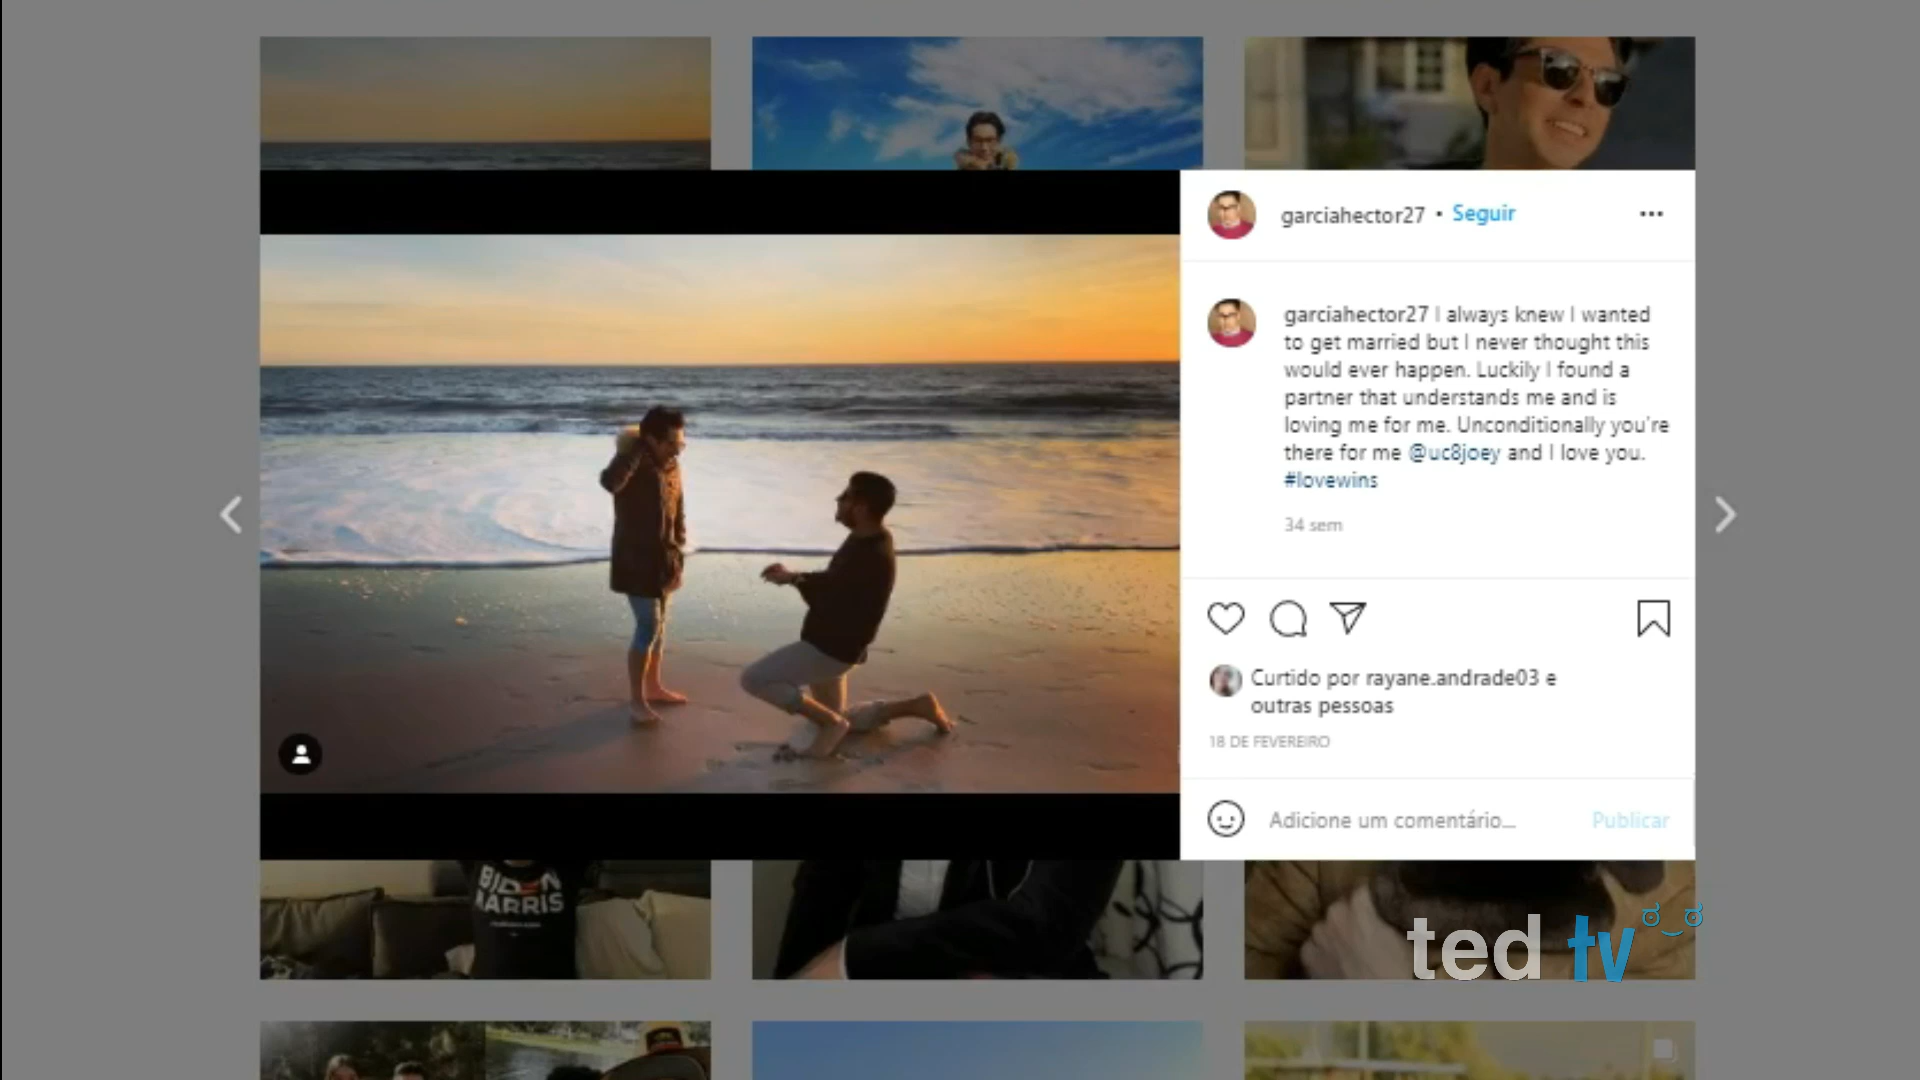 garciahector27 • Seguir
garciahector27 I always knew I wanted
to get married but I never thought this
would ever happen. Luckily I found a
partner that understands me and is
loving me for me. Unconditionally you're
there for me @uc8joey and I love you.
#lovewins
34 sem
Curtido por rayane.andrade03 e
outras pessoas
18 DE FEVEREIRO
Adicione um comentário... Publicar
BIDEN
HARRIS
ted tv